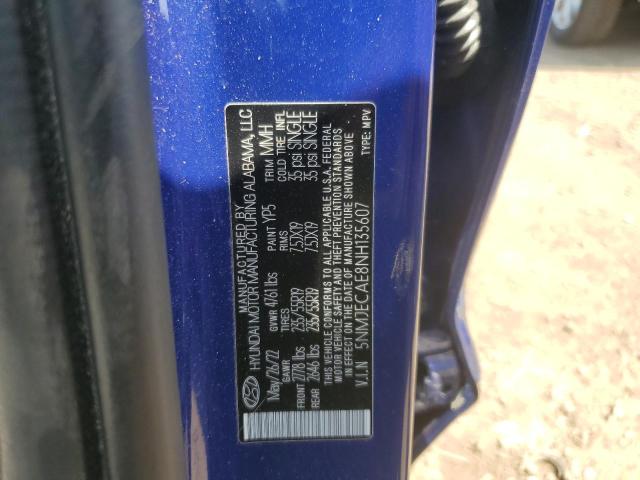 MANUFACTURED BY
HYUNDAI MOTOR MANUFACTURING ALABAMA, LLC
May/26/22 GVWR 4761 lbs PAINT YP5 TRIM MMH
GAWR TIRES RIMS COLD TIRE INFL
FRONT 2778 lbs 235/55R19 7.5JX19 35 psi SINGLE
REAR 2646 lbs 235/55R19 7.5JX19 35 psi SINGLE
THIS VEHICLE CONFORMS TO ALL APPLICABLE U.S.A. FEDERAL
MOTOR VEHICLE SAFETY AND THEFT PREVENTION STANDARDS
IN EFFECT ON THE DATE OF MANUFACTURE SHOWN ABOVE.
V.I.N 5NMJECAE8NH135607 TYPE: MPV